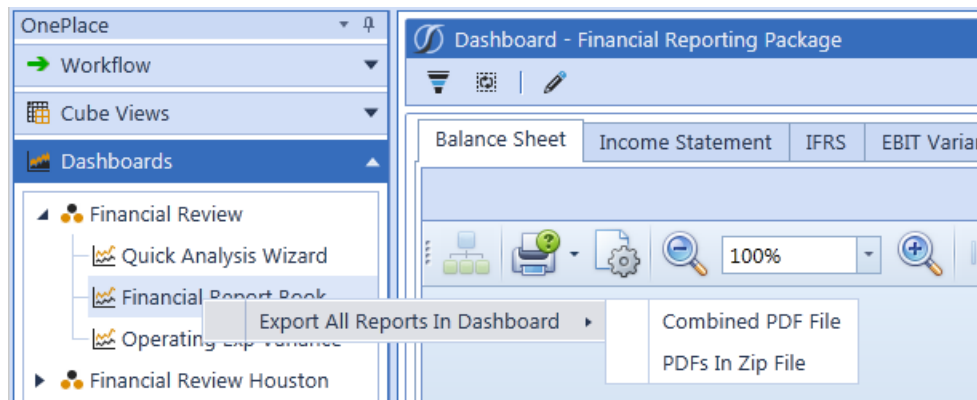 OnePlace
Workflow
Cube Views
Dashboards
Financial Review
Quick Analysis Wizard
Financial Report Book
Operating Exp Variance
Financial Review Houston
Dashboard - Financial Reporting Package
Balance Sheet Income Statement IFRS EBIT Varian
100%
Export All Reports In Dashboard
Combined PDF File
PDFs In Zip File